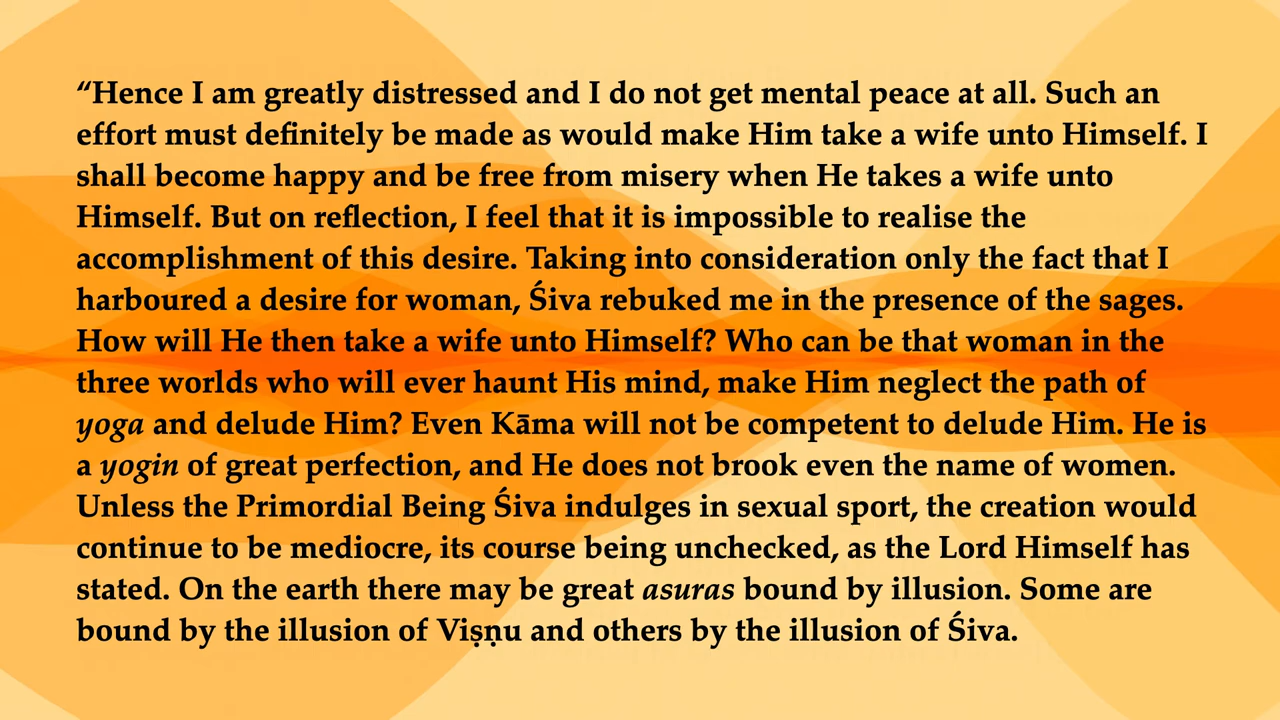 “Hence I am greatly distressed and I do not get mental peace at all. Such an
effort must definitely be made as would make Him take a wife unto Himself. I
shall become happy and be free from misery when He takes a wife unto
Himself. But on reflection, I feel that it is impossible to realise the
accomplishment of this desire. Taking into consideration only the fact that I
harboured a desire for woman, Śiva rebuked me in the presence of the sages.
How will He then take a wife unto Himself? Who can be that woman in the
three worlds who will ever haunt His mind, make Him neglect the path of
yoga and delude Him? Even Kāma will not be competent to delude Him. He is
a yogin of great perfection, and He does not brook even the name of women.
Unless the Primordial Being Śiva indulges in sexual sport, the creation would
continue to be mediocre, its course being unchecked, as the Lord Himself has
stated. On the earth there may be great asuras bound by illusion. Some are
bound by the illusion of Viṣṇu and others by the illusion of Śiva.